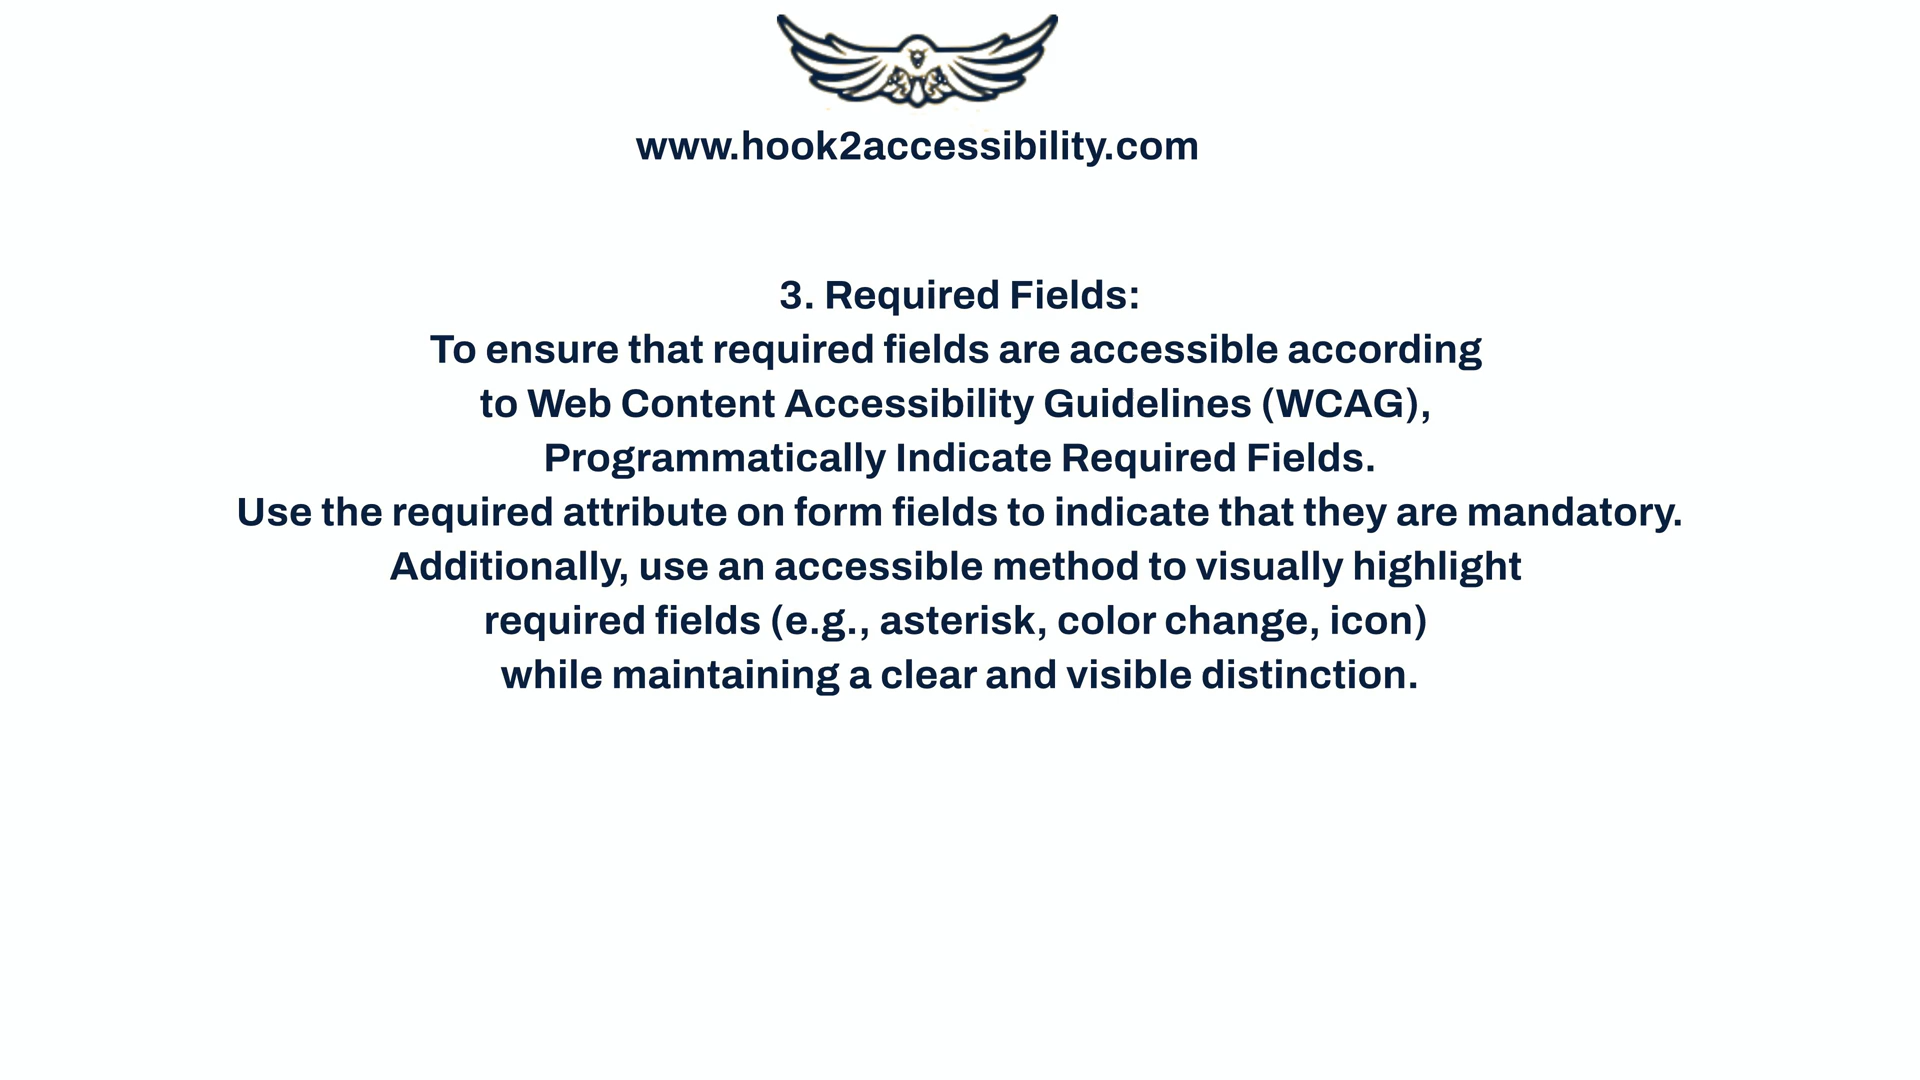 www.hook2accessibility.com
3. Required Fields:
To ensure that required fields are accessible according
to Web Content Accessibility Guidelines (WCAG),
Programmatically Indicate Required Fields.
Use the required attribute on form fields to indicate that they are mandatory.
Additionally, use an accessible method to visually highlight
required fields (e.g., asterisk, color change, icon)
while maintaining a clear and visible distinction.